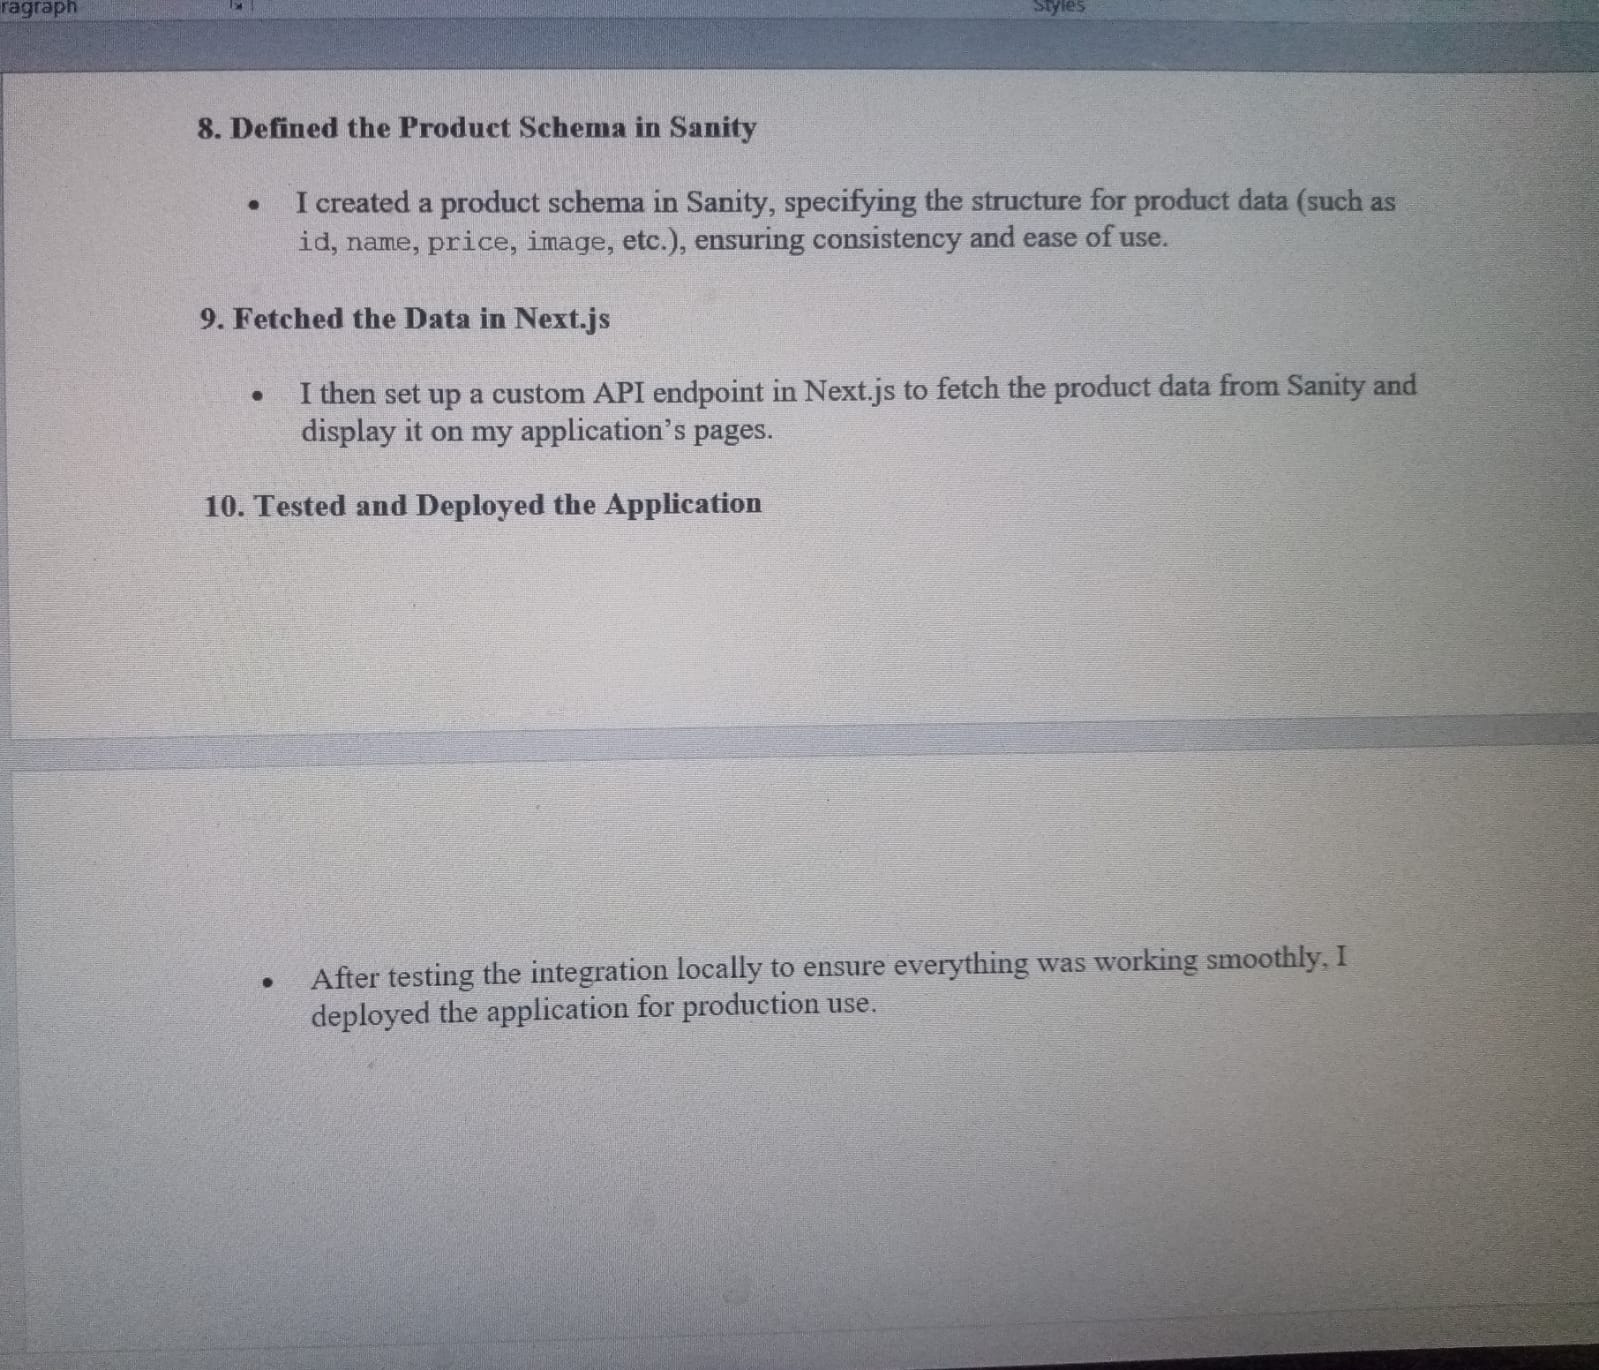 ragraph
Styles
8. Defined the Product Schema in Sanity
• I created a product schema in Sanity, specifying the structure for product data (such as
id, name, price, image, etc.), ensuring consistency and ease of use.
9. Fetched the Data in Next.js
• I then set up a custom API endpoint in Next.js to fetch the product data from Sanity and
display it on my application’s pages.
10. Tested and Deployed the Application
• After testing the integration locally to ensure everything was working smoothly, I
deployed the application for production use.